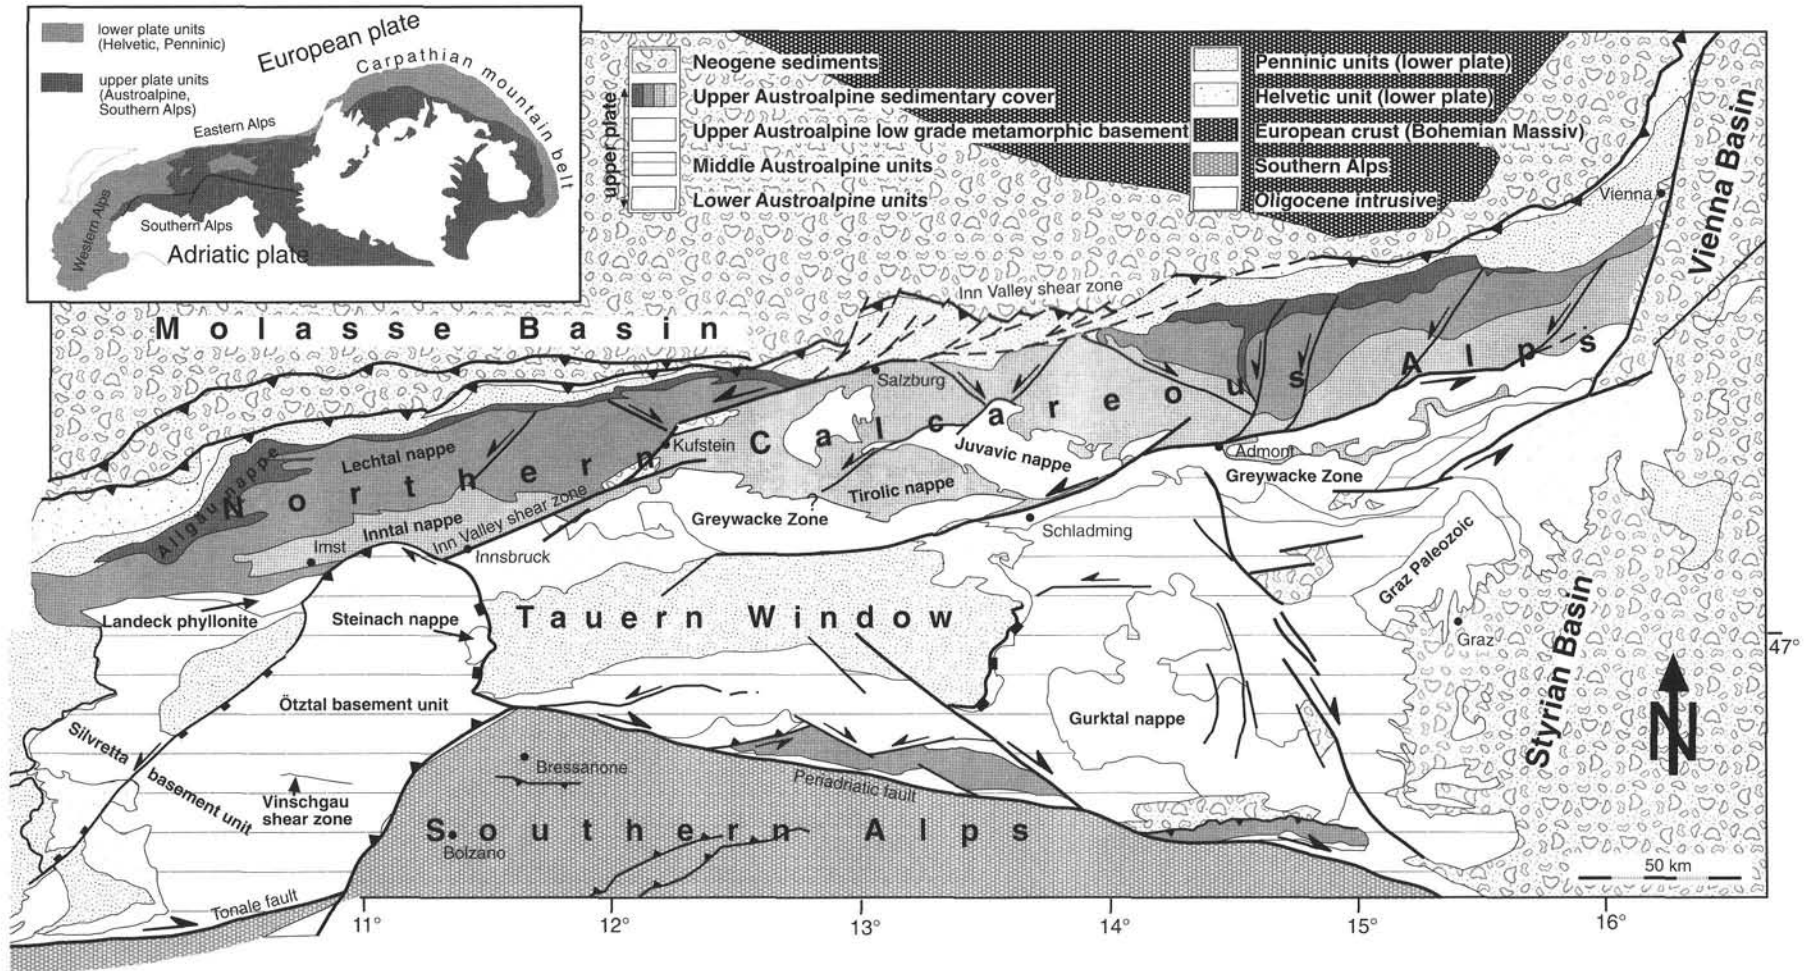 lower plate units
(Helvetic, Penninic)
upper plate units
(Austroalpine,
Southern Alps)
European plate
Carpathian mountain belt
Eastern Alps
Western Alps
Southern Alps
Adriatic plate
upper plate
Neogene sediments
Upper Austroalpine sedimentary cover
Upper Austroalpine low grade metamorphic basement
Middle Austroalpine units
Lower Austroalpine units
Penninic units (lower plate)
Helvetic unit (lower plate)
European crust (Bohemian Massiv)
Southern Alps
Oligocene intrusive
Vienna
Vienna Basin
Inn Valley shear zone
Molasse Basin
Salzburg
Northern Calcareous Alps
Kufstein
Lechtal nappe
Juvavic nappe
Admont
Allgäu nappe
Greywacke Zone
Tirolic nappe
Inntal nappe
Inn Valley shear zone
Greywacke Zone
?
Schladming
Imst
Innsbruck
Graz Paleozoic
Landeck phyllonite
Steinach nappe
Tauern Window
Graz
47°
Styrian Basin
Ötztal basement unit
Gurktal nappe
N
Silvretta basement unit
Bressanone
Periadriatic fault
Vinschgau
shear zone
Southern Alps
Bolzano
50 km
Tonale fault
11°
12°
13°
14°
15°
16°